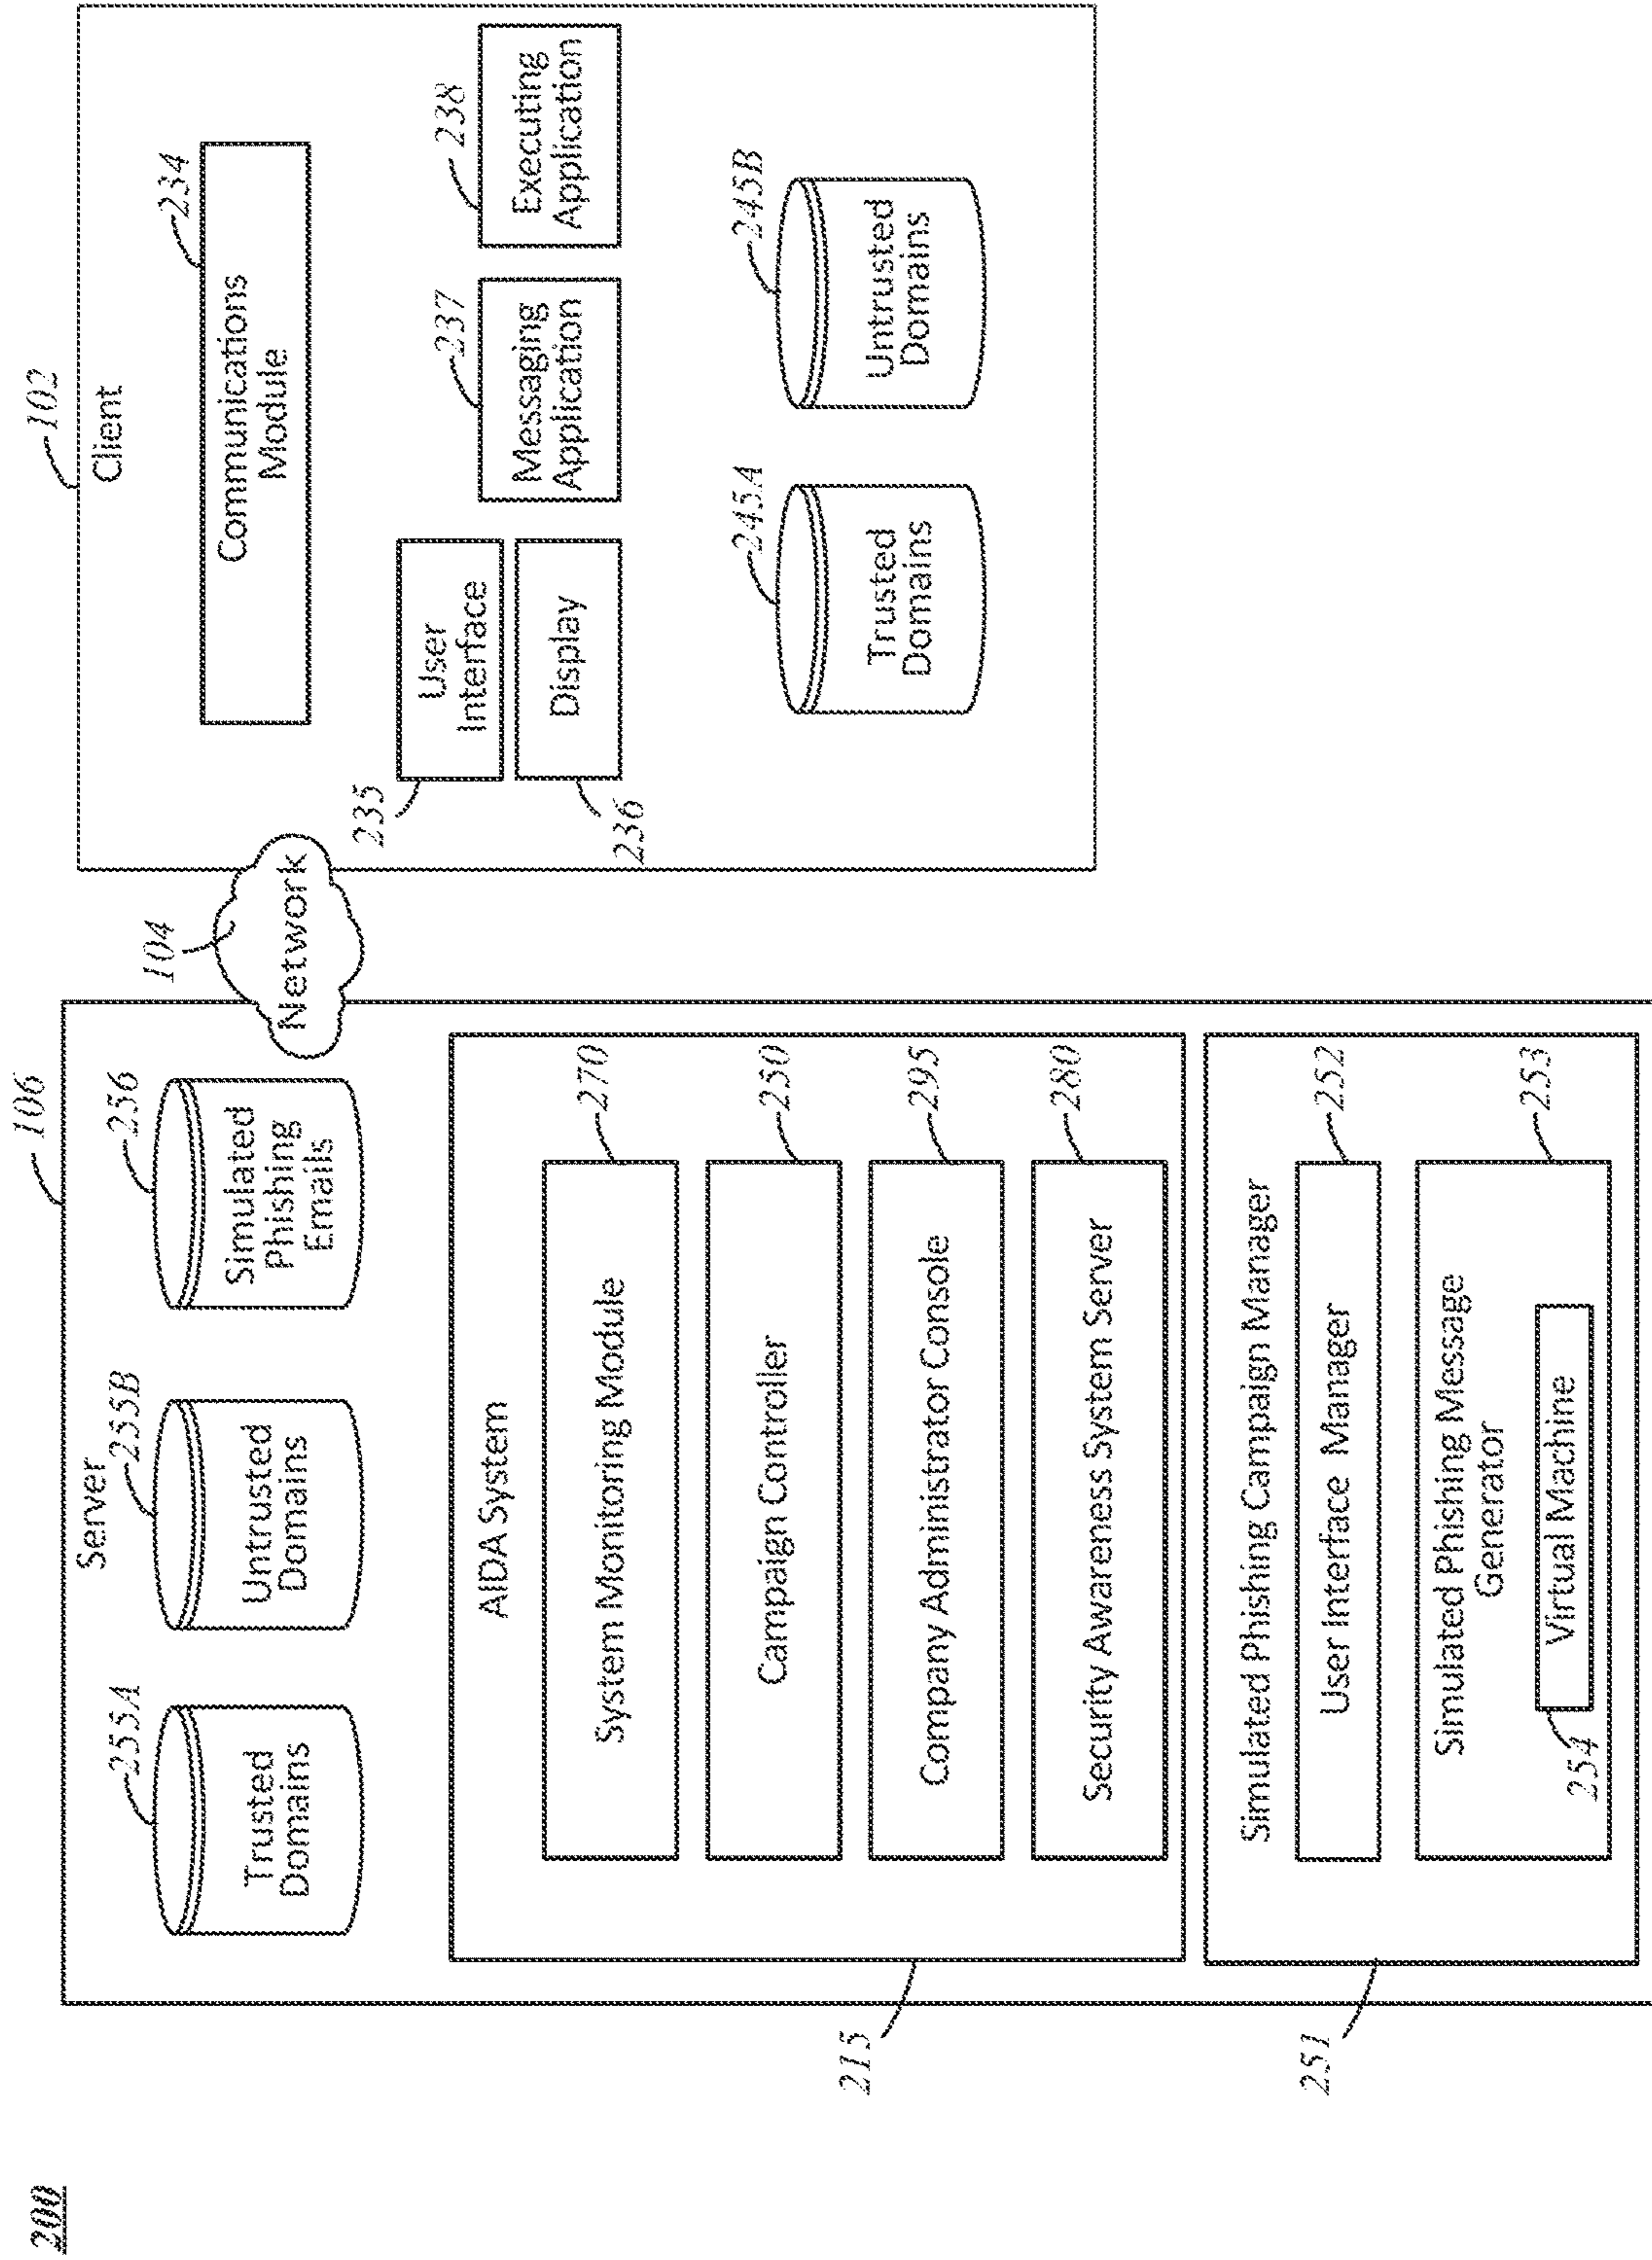 200
106
Server
255A
Trusted
Domains
255B
Untrusted
Domains
256
Simulated
Phishing
Emails
AIDA System
System Monitoring Module
270
Campaign Controller
250
Company Administrator Console
295
Security Awareness System Server
280
215
Simulated Phishing Campaign Manager
User Interface Manager
252
Simulated Phishing Message
Generator
253
Virtual Machine
254
251
104
Network
102
Client
Communications
Module
234
235
User
Interface
Display
236
237
Messaging
Application
238
Executing
Application
245A
Trusted
Domains
245B
Untrusted
Domains